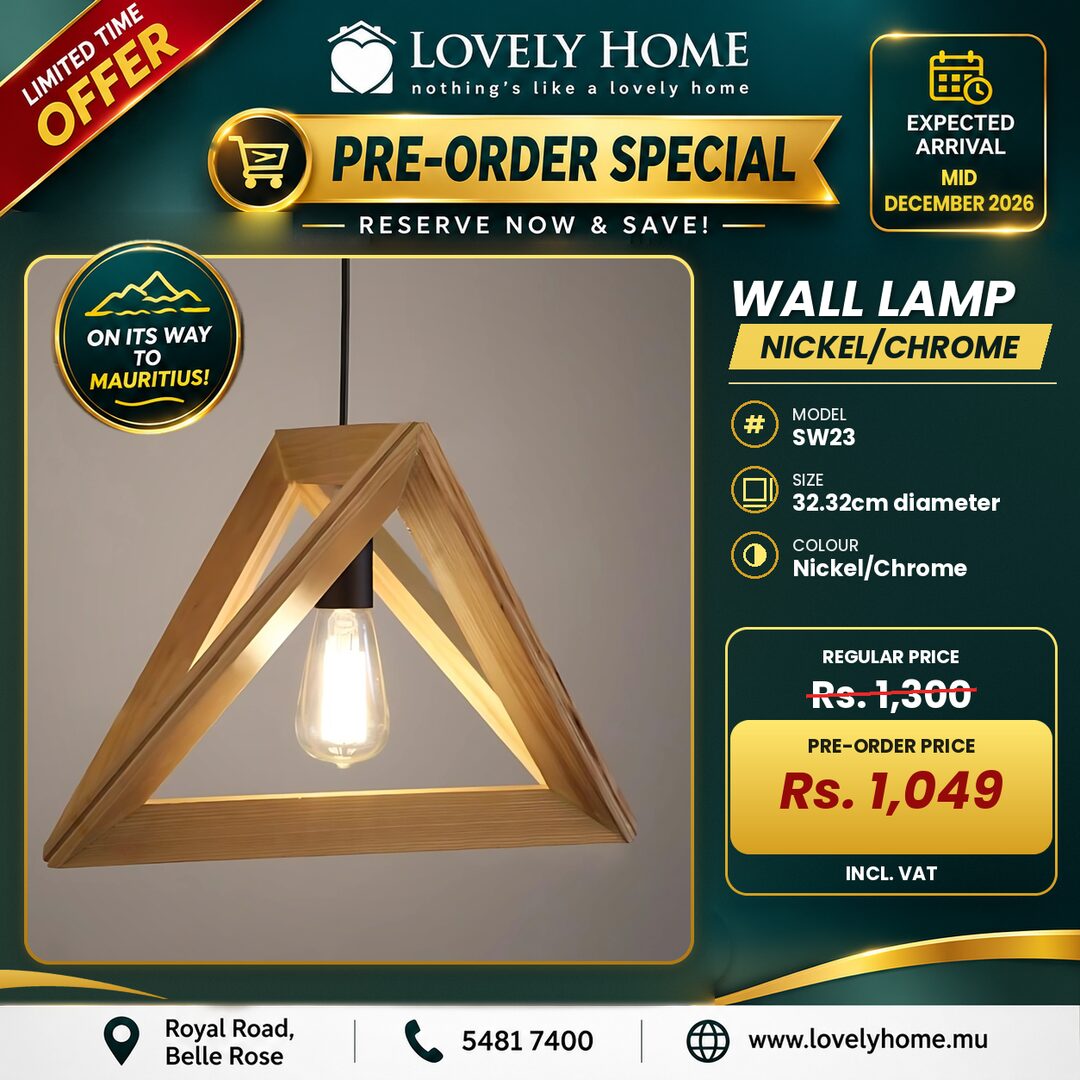 LIMITED TIME
OFFER
LOVELY HOME
nothing's like a lovely home
PRE-ORDER SPECIAL
RESERVE NOW & SAVE!
EXPECTED
ARRIVAL
MID
DECEMBER 2026
ON ITS WAY
TO
MAURITIUS!
WALL LAMP
NICKEL/CHROME
#
MODEL
SW23
SIZE
32.32cm diameter
COLOUR
Nickel/Chrome
REGULAR PRICE
Rs. 1,300
PRE-ORDER PRICE
Rs. 1,049
INCL. VAT
Royal Road,
Belle Rose
5481 7400
www.lovelyhome.mu